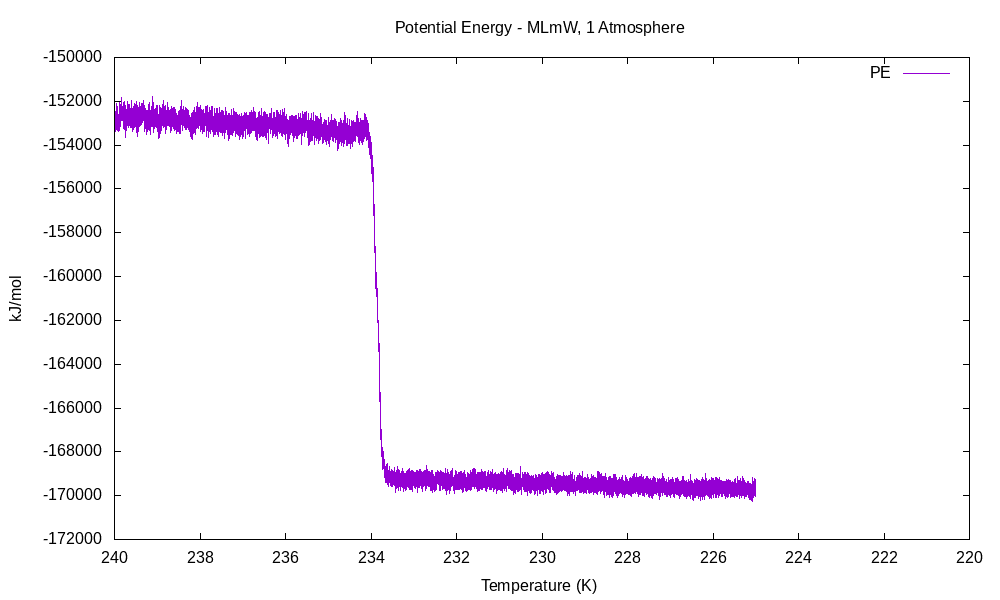 Potential Energy - MLmW, 1 Atmosphere
PE
-150000
-152000
-154000
-156000
-158000
-160000
-162000
-164000
-166000
-168000
-170000
-172000
kJ/mol
240 238 236 234 232 230 228 226 224 222 220
Temperature (K)